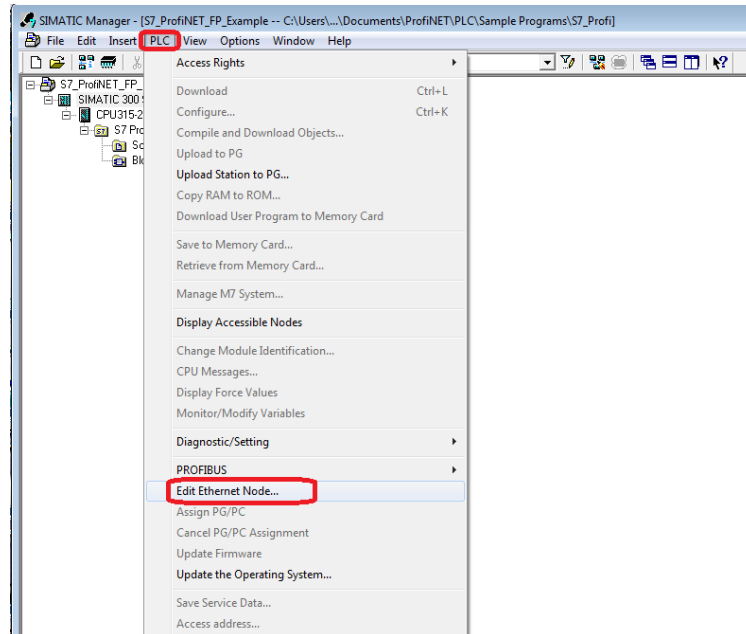 SIMATIC Manager - [S7_ProfiNET_FP_Example -- C:\Users\...\Documents\ProfiNET\PLC\Sample Programs\S7_Profi]
File Edit Insert PLC View Options Window Help
S7_ProfiNET_FP_
SIMATIC 300
CPU315-2
S7 Pro
So
Blo
Access Rights
Download Ctrl+L
Configure... Ctrl+K
Compile and Download Objects...
Upload to PG
Upload Station to PG...
Copy RAM to ROM...
Download User Program to Memory Card
Save to Memory Card...
Retrieve from Memory Card...
Manage M7 System...
Display Accessible Nodes
Change Module Identification...
CPU Messages...
Display Force Values
Monitor/Modify Variables
Diagnostic/Setting
PROFIBUS
Edit Ethernet Node...
Assign PG/PC
Cancel PG/PC Assignment
Update Firmware
Update the Operating System...
Save Service Data...
Access address...